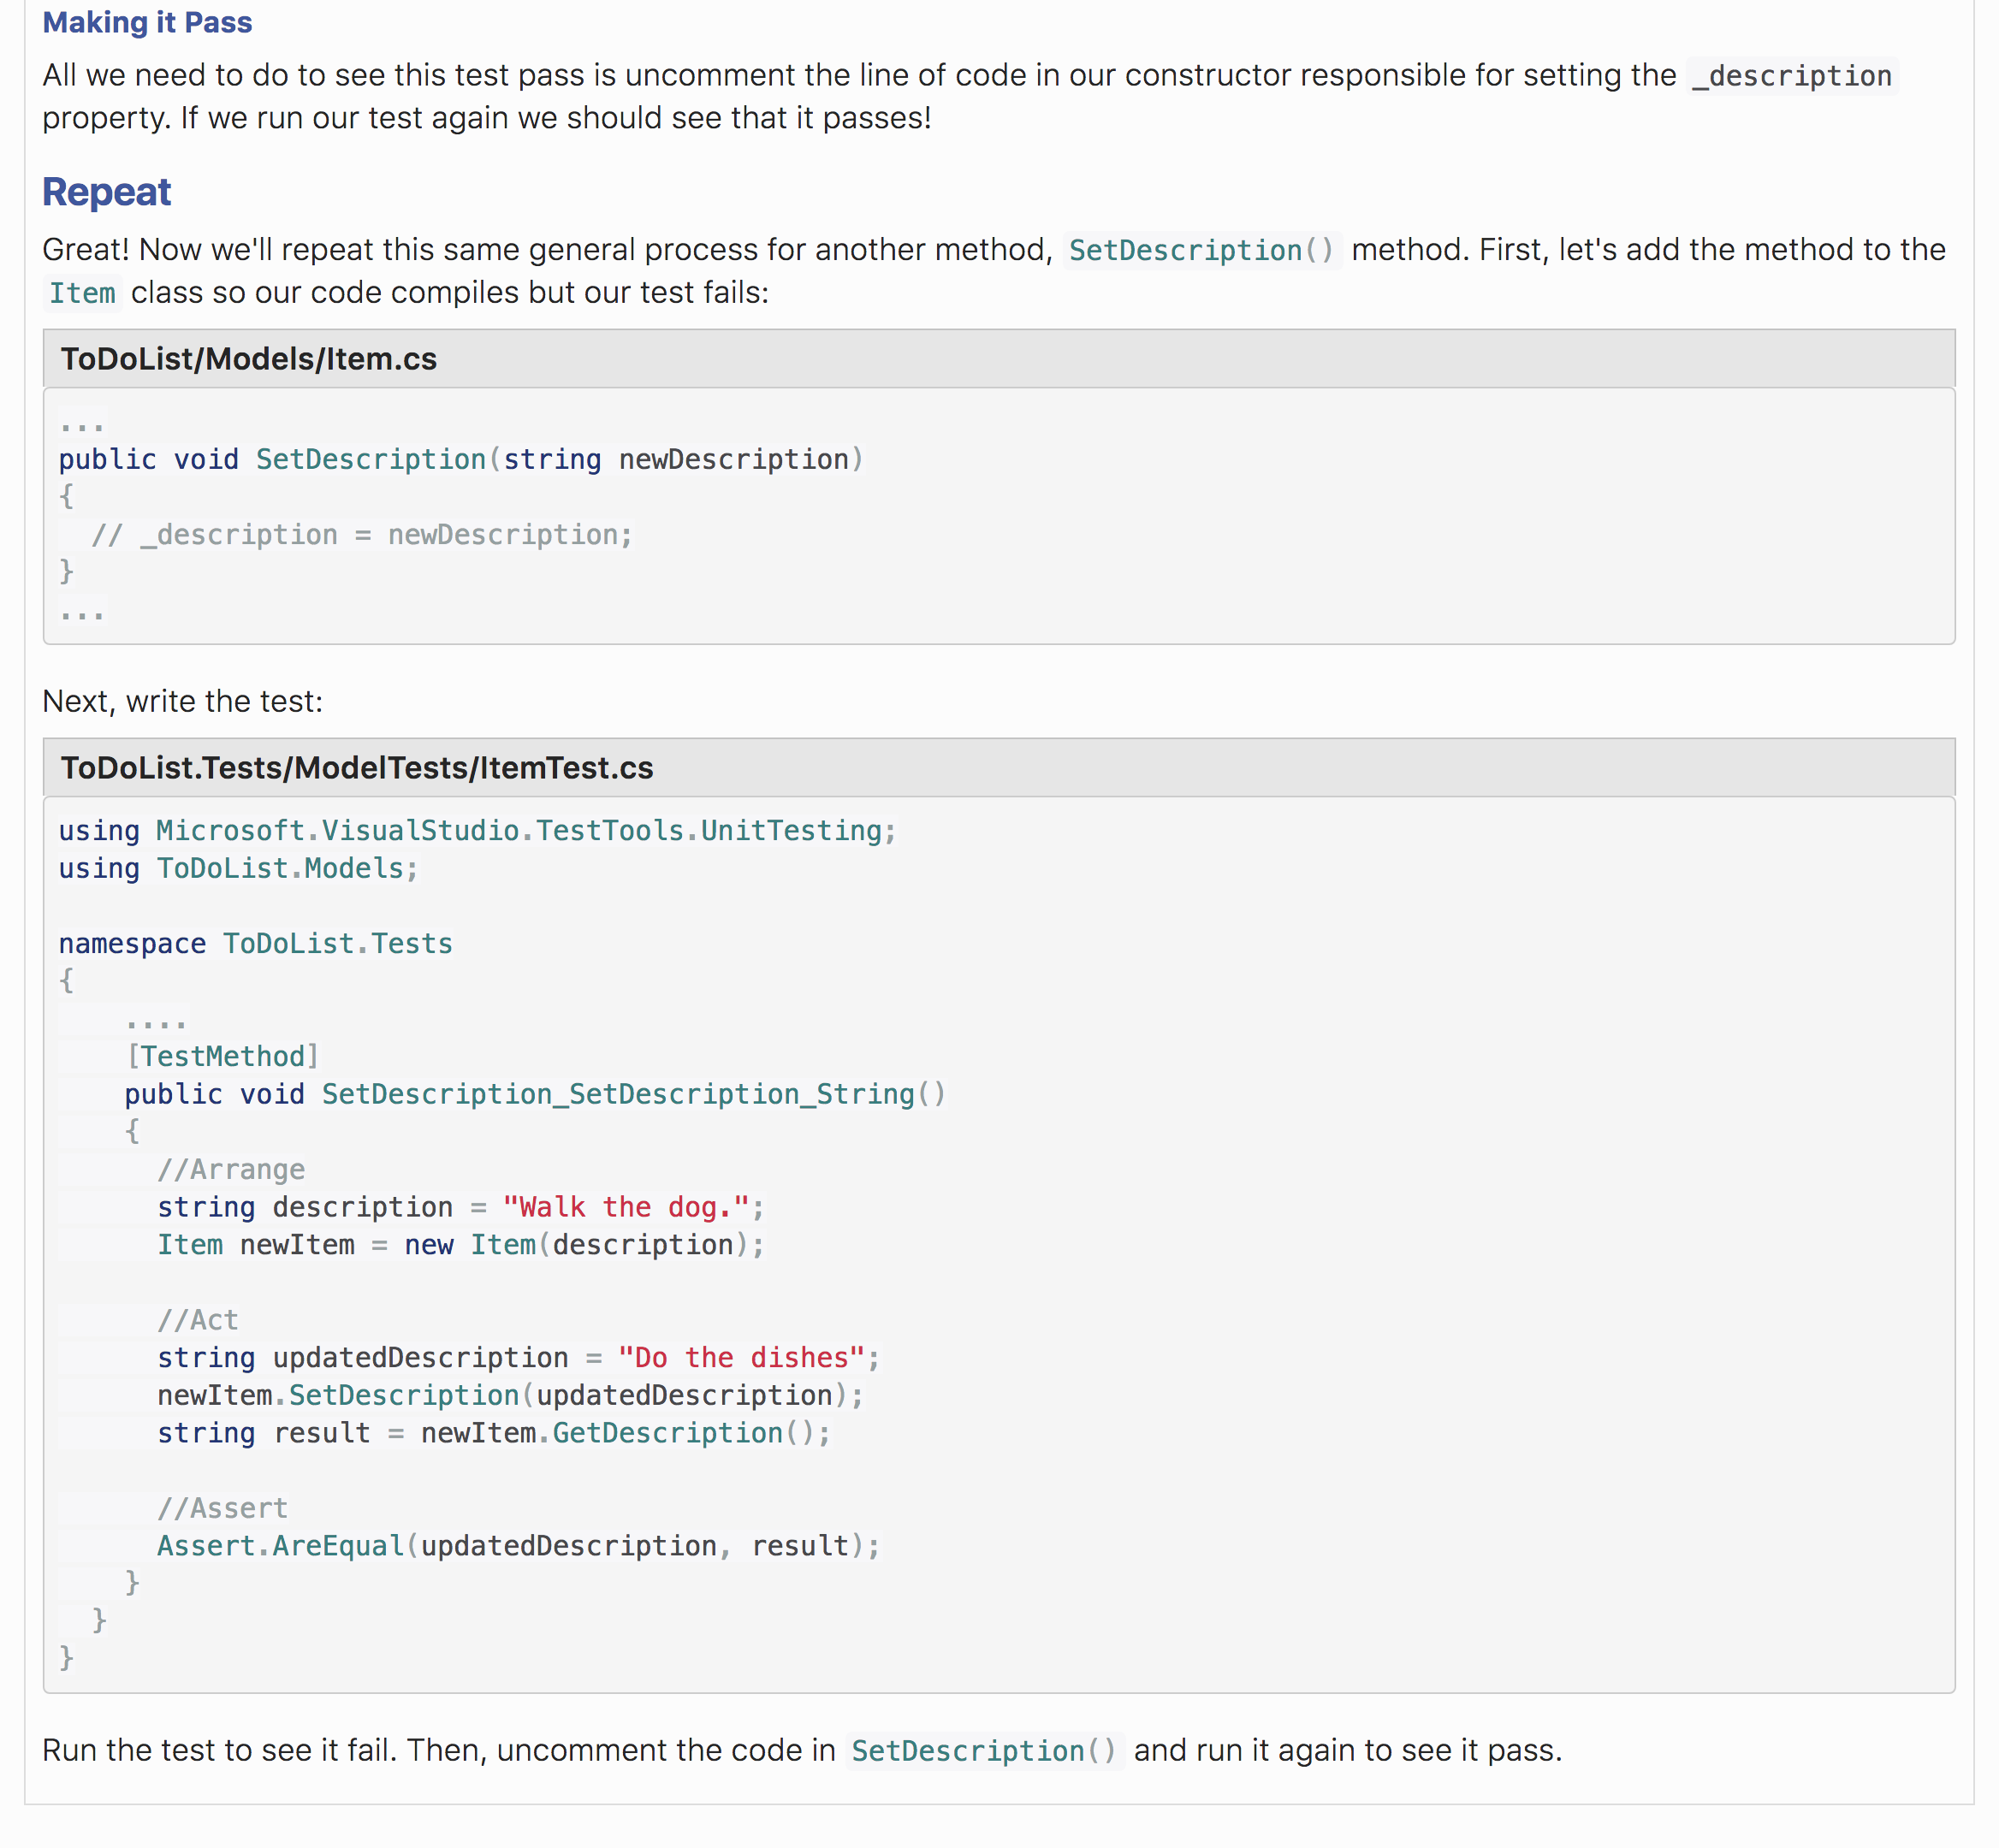 Making it Pass
All we need to do to see this test pass is uncomment the line of code in our constructor responsible for setting the _description
property. If we run our test again we should see that it passes!
Repeat
Great! Now we'll repeat this same general process for another method, SetDescription() method. First, let's add the method to the
Item class so our code compiles but our test fails:
ToDoList/Models/Item.cs
...
public void SetDescription(string newDescription)
{
  // _description = newDescription;
}
...
Next, write the test:
ToDoList.Tests/ModelTests/ItemTest.cs
using Microsoft.VisualStudio.TestTools.UnitTesting;
using ToDoList.Models;

namespace ToDoList.Tests
{
    ....
    [TestMethod]
    public void SetDescription_SetDescription_String()
    {
      //Arrange
      string description = "Walk the dog.";
      Item newItem = new Item(description);

      //Act
      string updatedDescription = "Do the dishes";
      newItem.SetDescription(updatedDescription);
      string result = newItem.GetDescription();

      //Assert
      Assert.AreEqual(updatedDescription, result);
    }
  }
}
Run the test to see it fail. Then, uncomment the code in SetDescription() and run it again to see it pass.